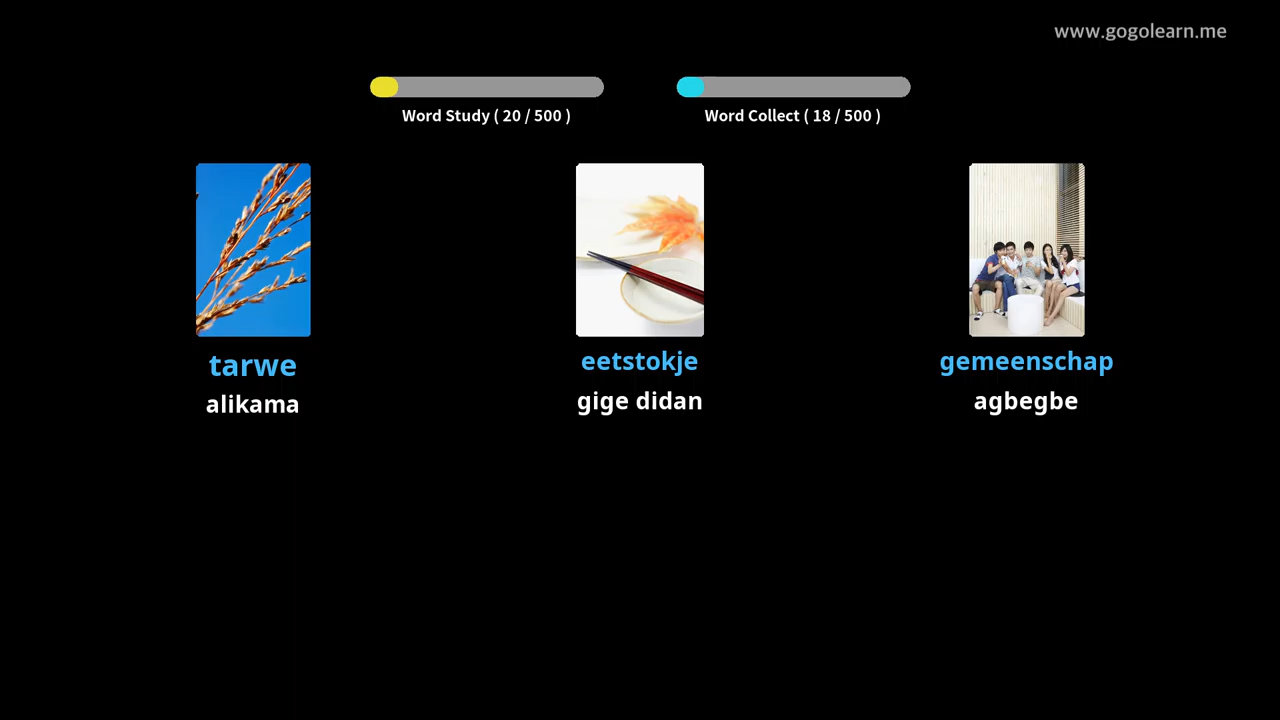 www.gogolearn.me
Word Study ( 20 / 500 )
Word Collect ( 18 / 500 )
tarwe
alikama
eetstokje
gige didan
gemeenschap
agbegbe